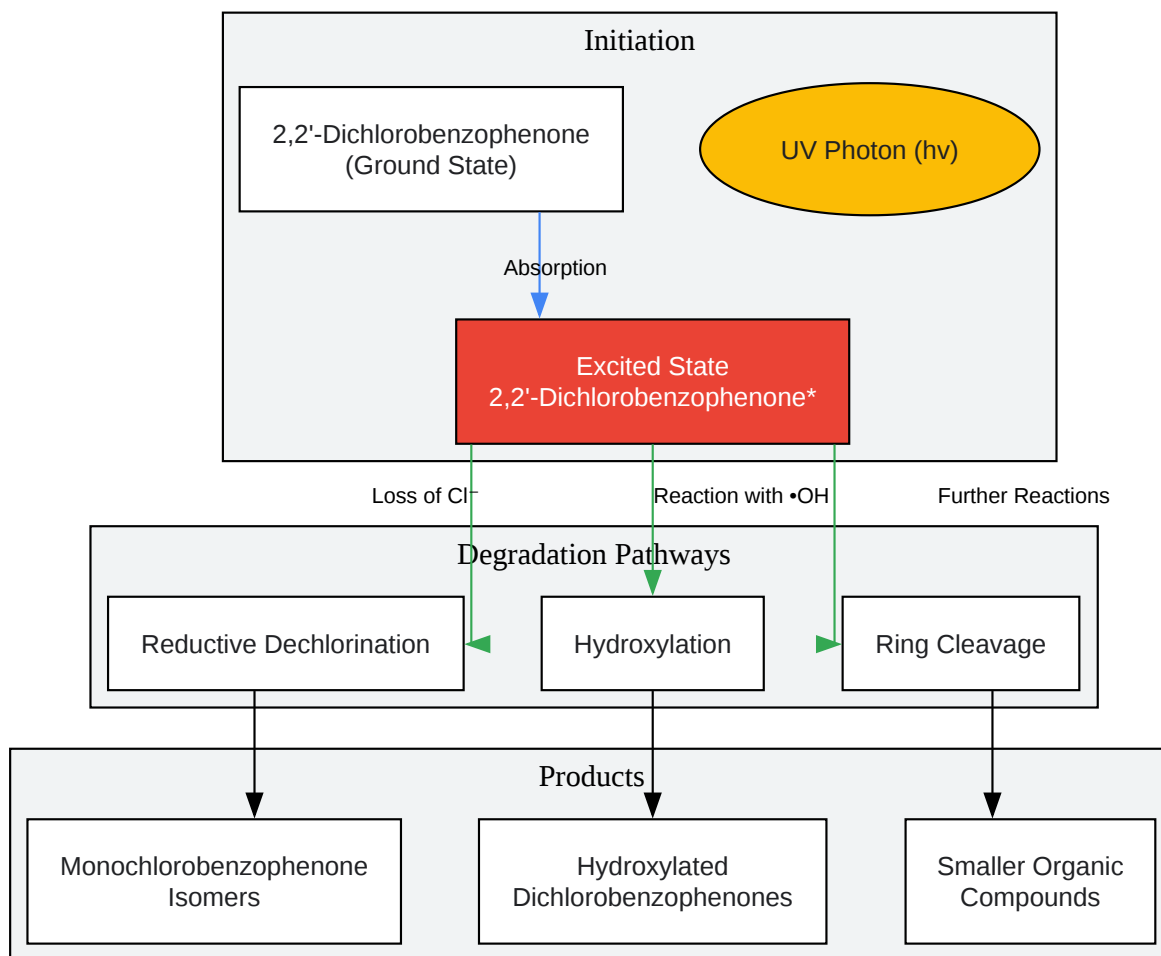 Initiation
2,2'-Dichlorobenzophenone
(Ground State)
UV Photon (hv)
Absorption
Excited State
2,2'-Dichlorobenzophenone*
Loss of Cl⁻
Reaction with •OH
Further Reactions
Degradation Pathways
Reductive Dechlorination
Hydroxylation
Ring Cleavage
Products
Monochlorobenzophenone
Isomers
Hydroxylated
Dichlorobenzophenones
Smaller Organic
Compounds